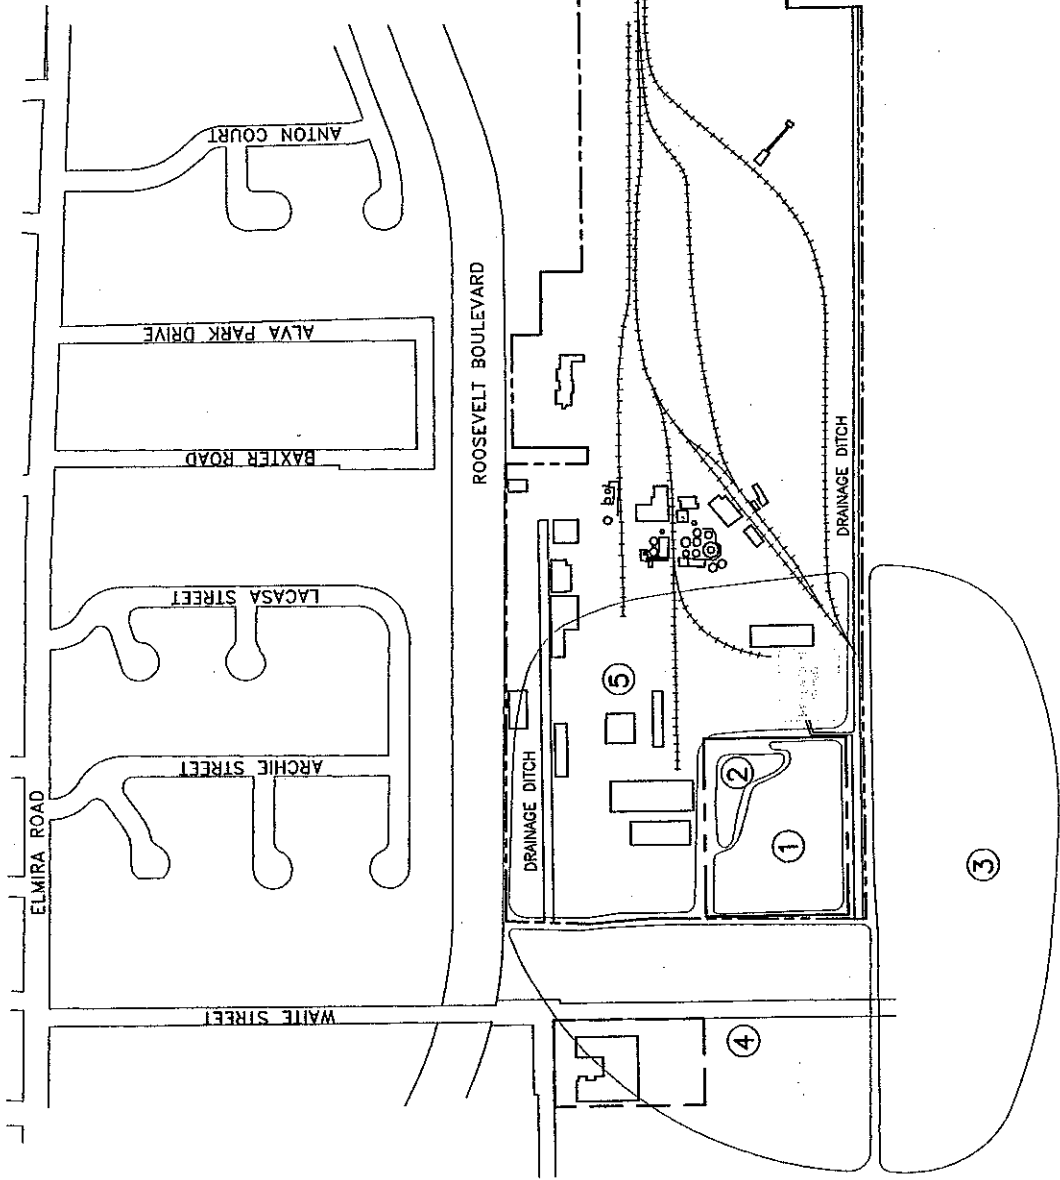 ELMIRA ROAD
ANTON COURT
ALVA PARK DRIVE
BAXTER ROAD
LACASA STREET
ARCHIE STREET
WAITE STREET
ROOSEVELT BOULEVARD
DRAINAGE DITCH
DRAINAGE DITCH
1
2
3
4
5